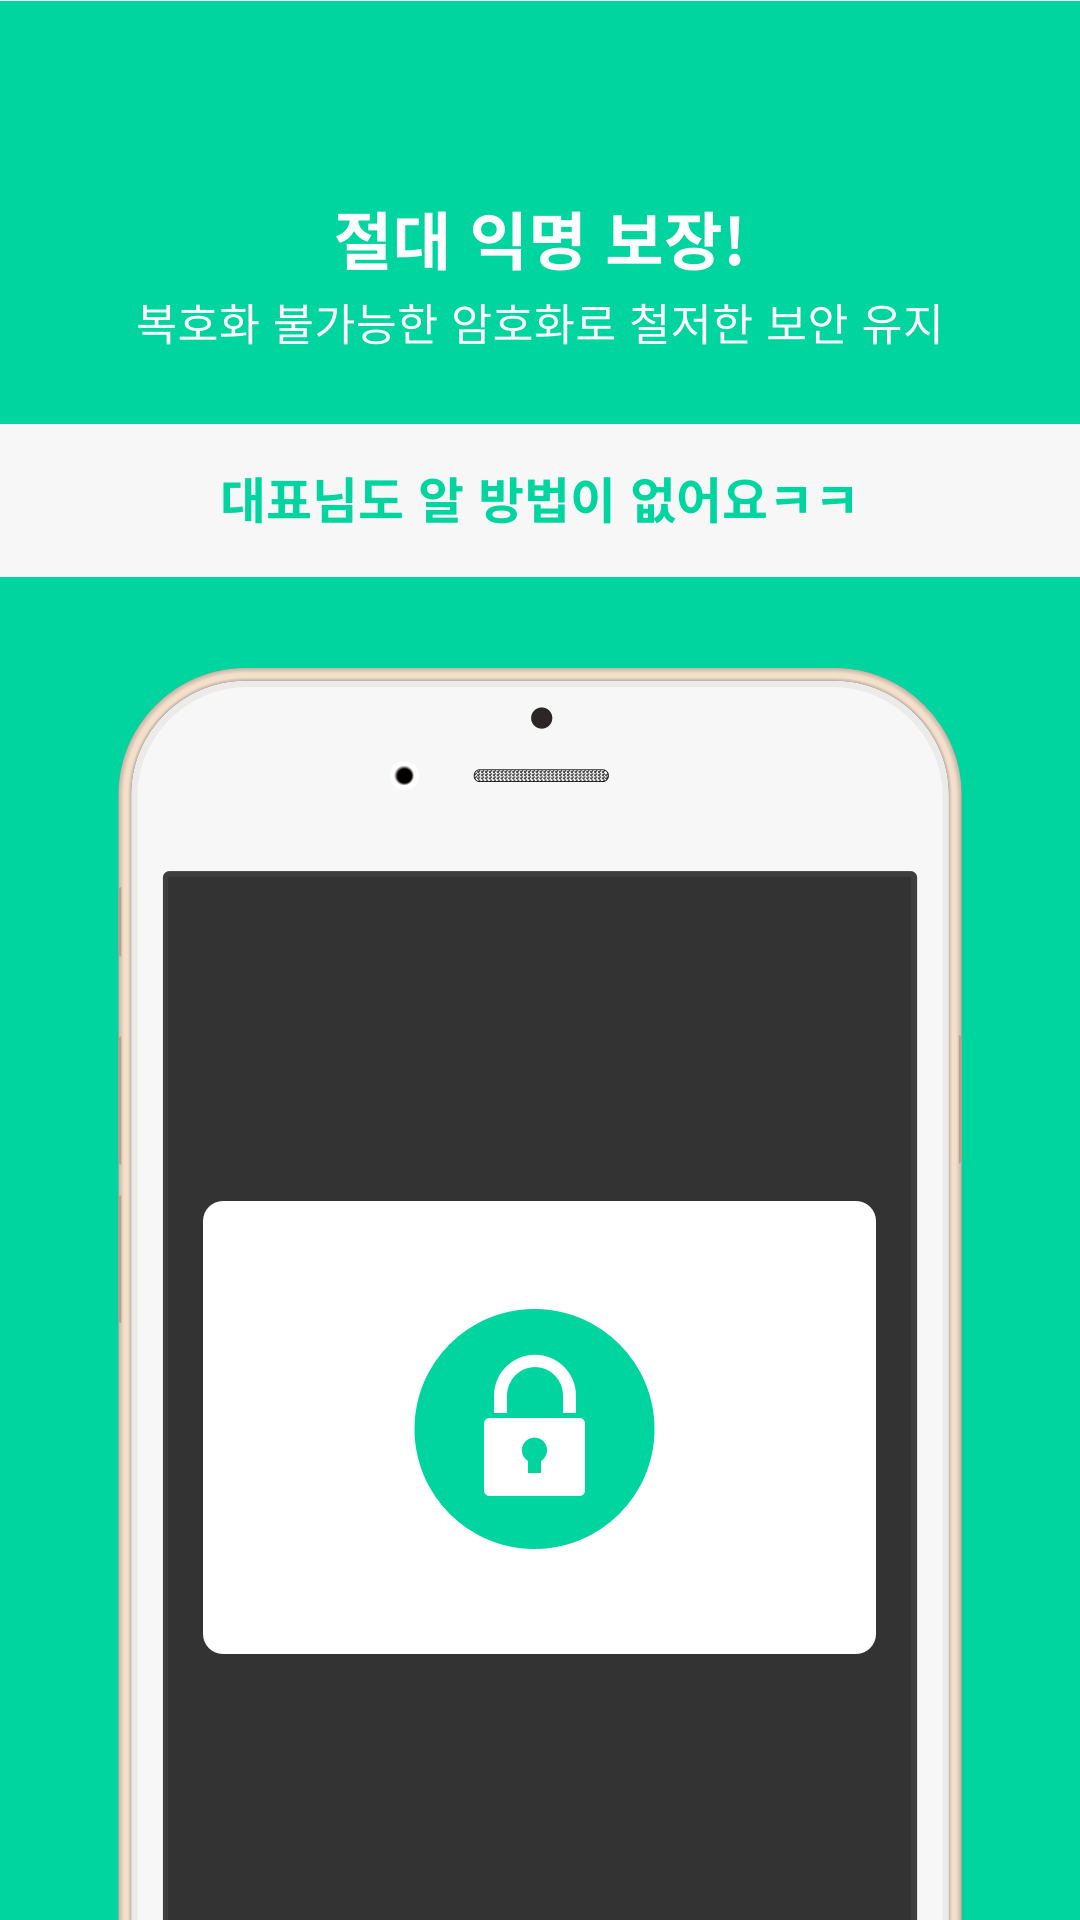 절대 익명 보장!
복호화 불가능한 암호화로 철저한 보안 유지
대표님도 알 방법이 없어요ㅋㅋ